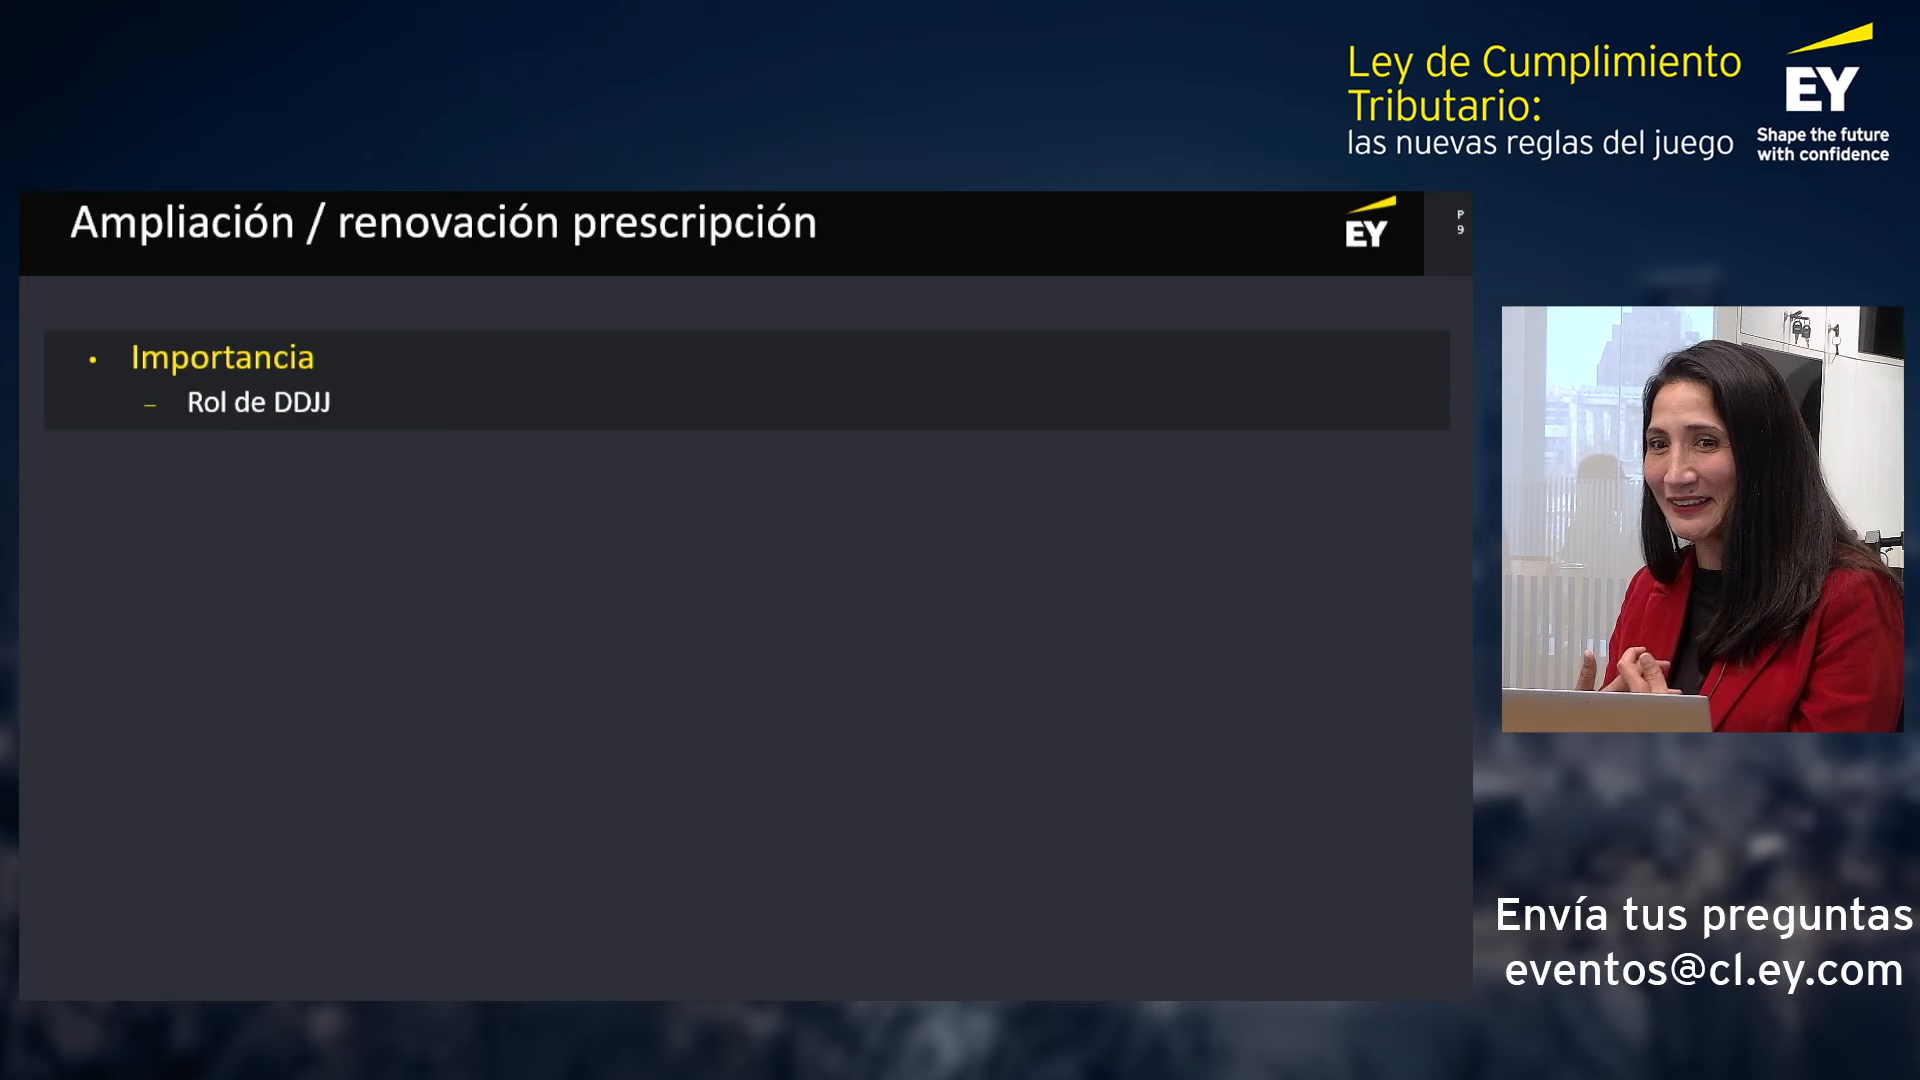 Ley de Cumplimiento
Tributario:
las nuevas reglas del juego
EY
Shape the future
with confidence
Ampliación / renovación prescripción
EY
P
9
• Importancia
– Rol de DDJJ
Envía tus preguntas
eventos@cl.ey.com